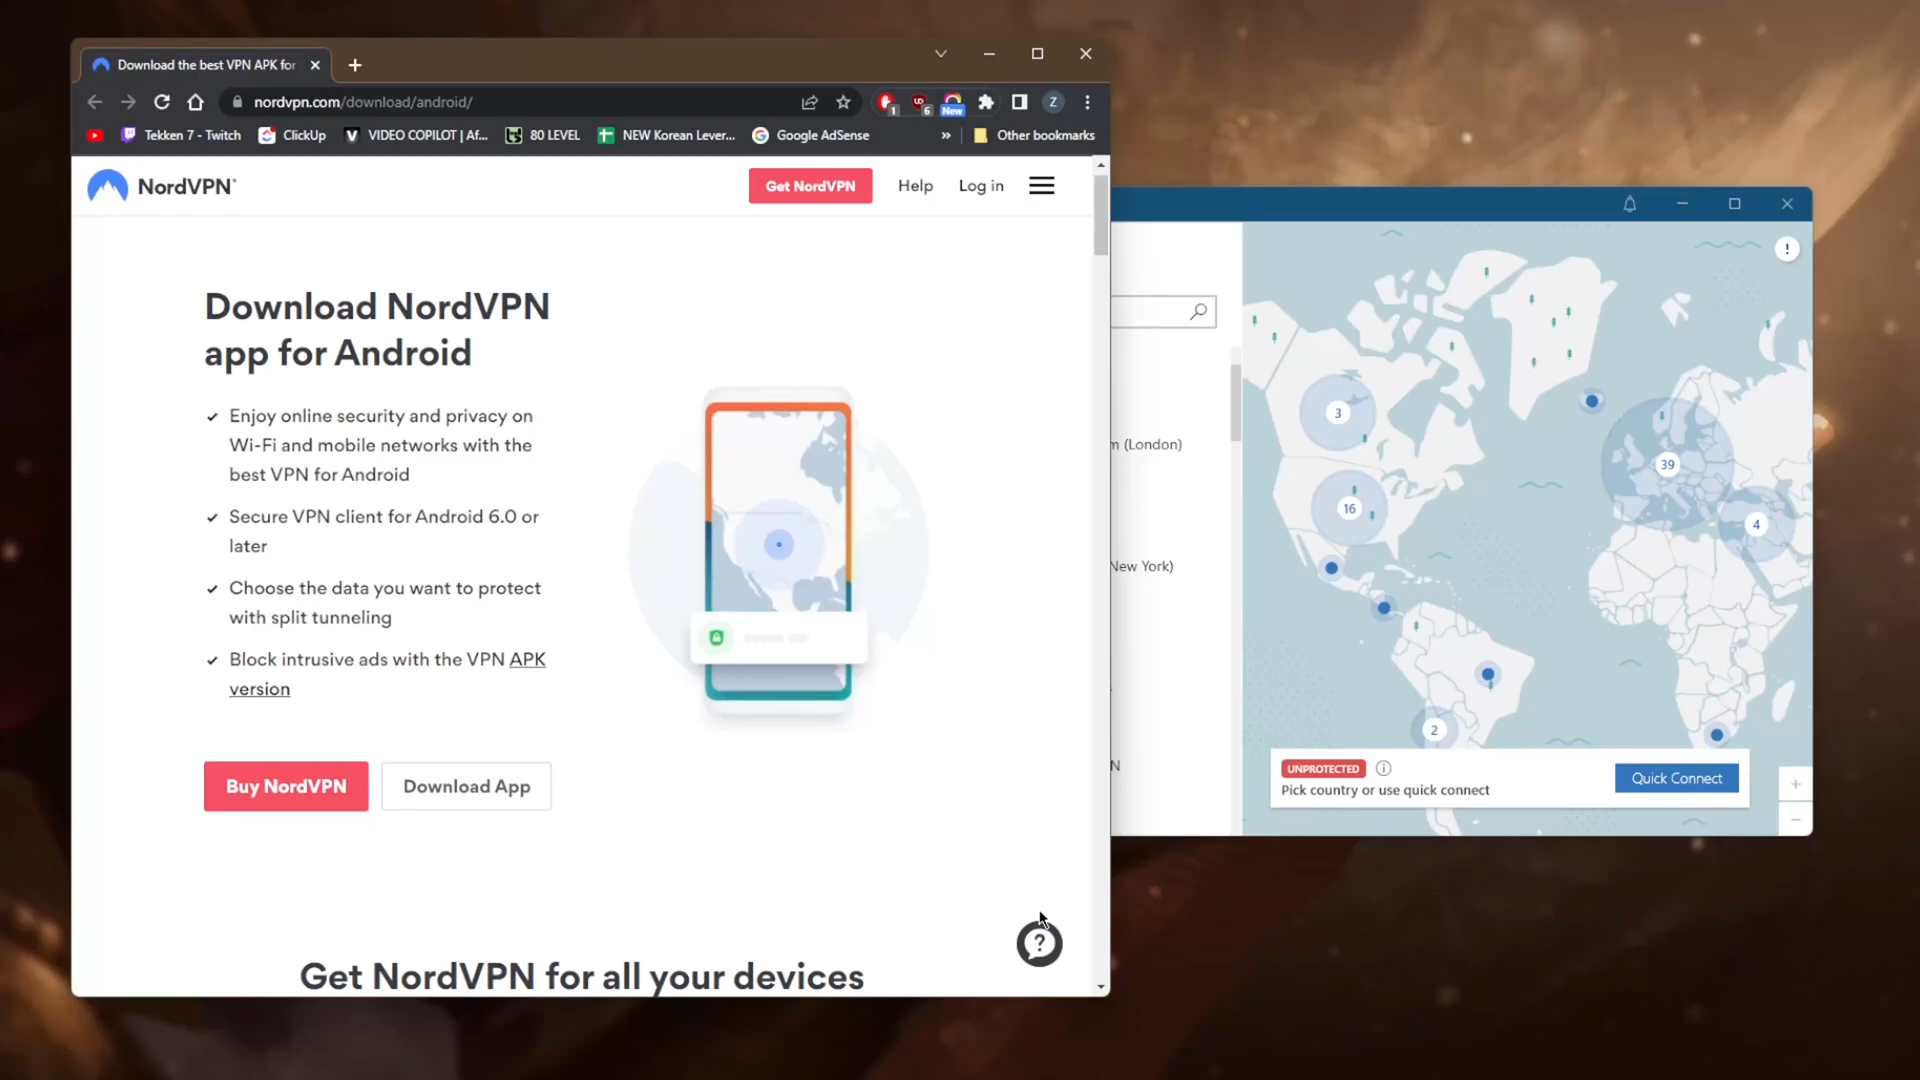 Download the best VPN APK for
nordvpn.com/download/android/
1
6
New
Z
Tekken 7 - Twitch
ClickUp
VIDEO COPILOT | Af...
80 LEVEL
NEW Korean Lever...
Google AdSense
»
Other bookmarks
NordVPN®
Get NordVPN
Help
Log in
Download NordVPN
app for Android
Enjoy online security and privacy on
Wi-Fi and mobile networks with the
best VPN for Android
Secure VPN client for Android 6.0 or
later
Choose the data you want to protect
with split tunneling
Block intrusive ads with the VPN APK
version
Buy NordVPN
Download App
Get NordVPN for all your devices
?
m (London)
New York)
N
!
3
16
39
4
2
UNPROTECTED
Pick country or use quick connect
Quick Connect